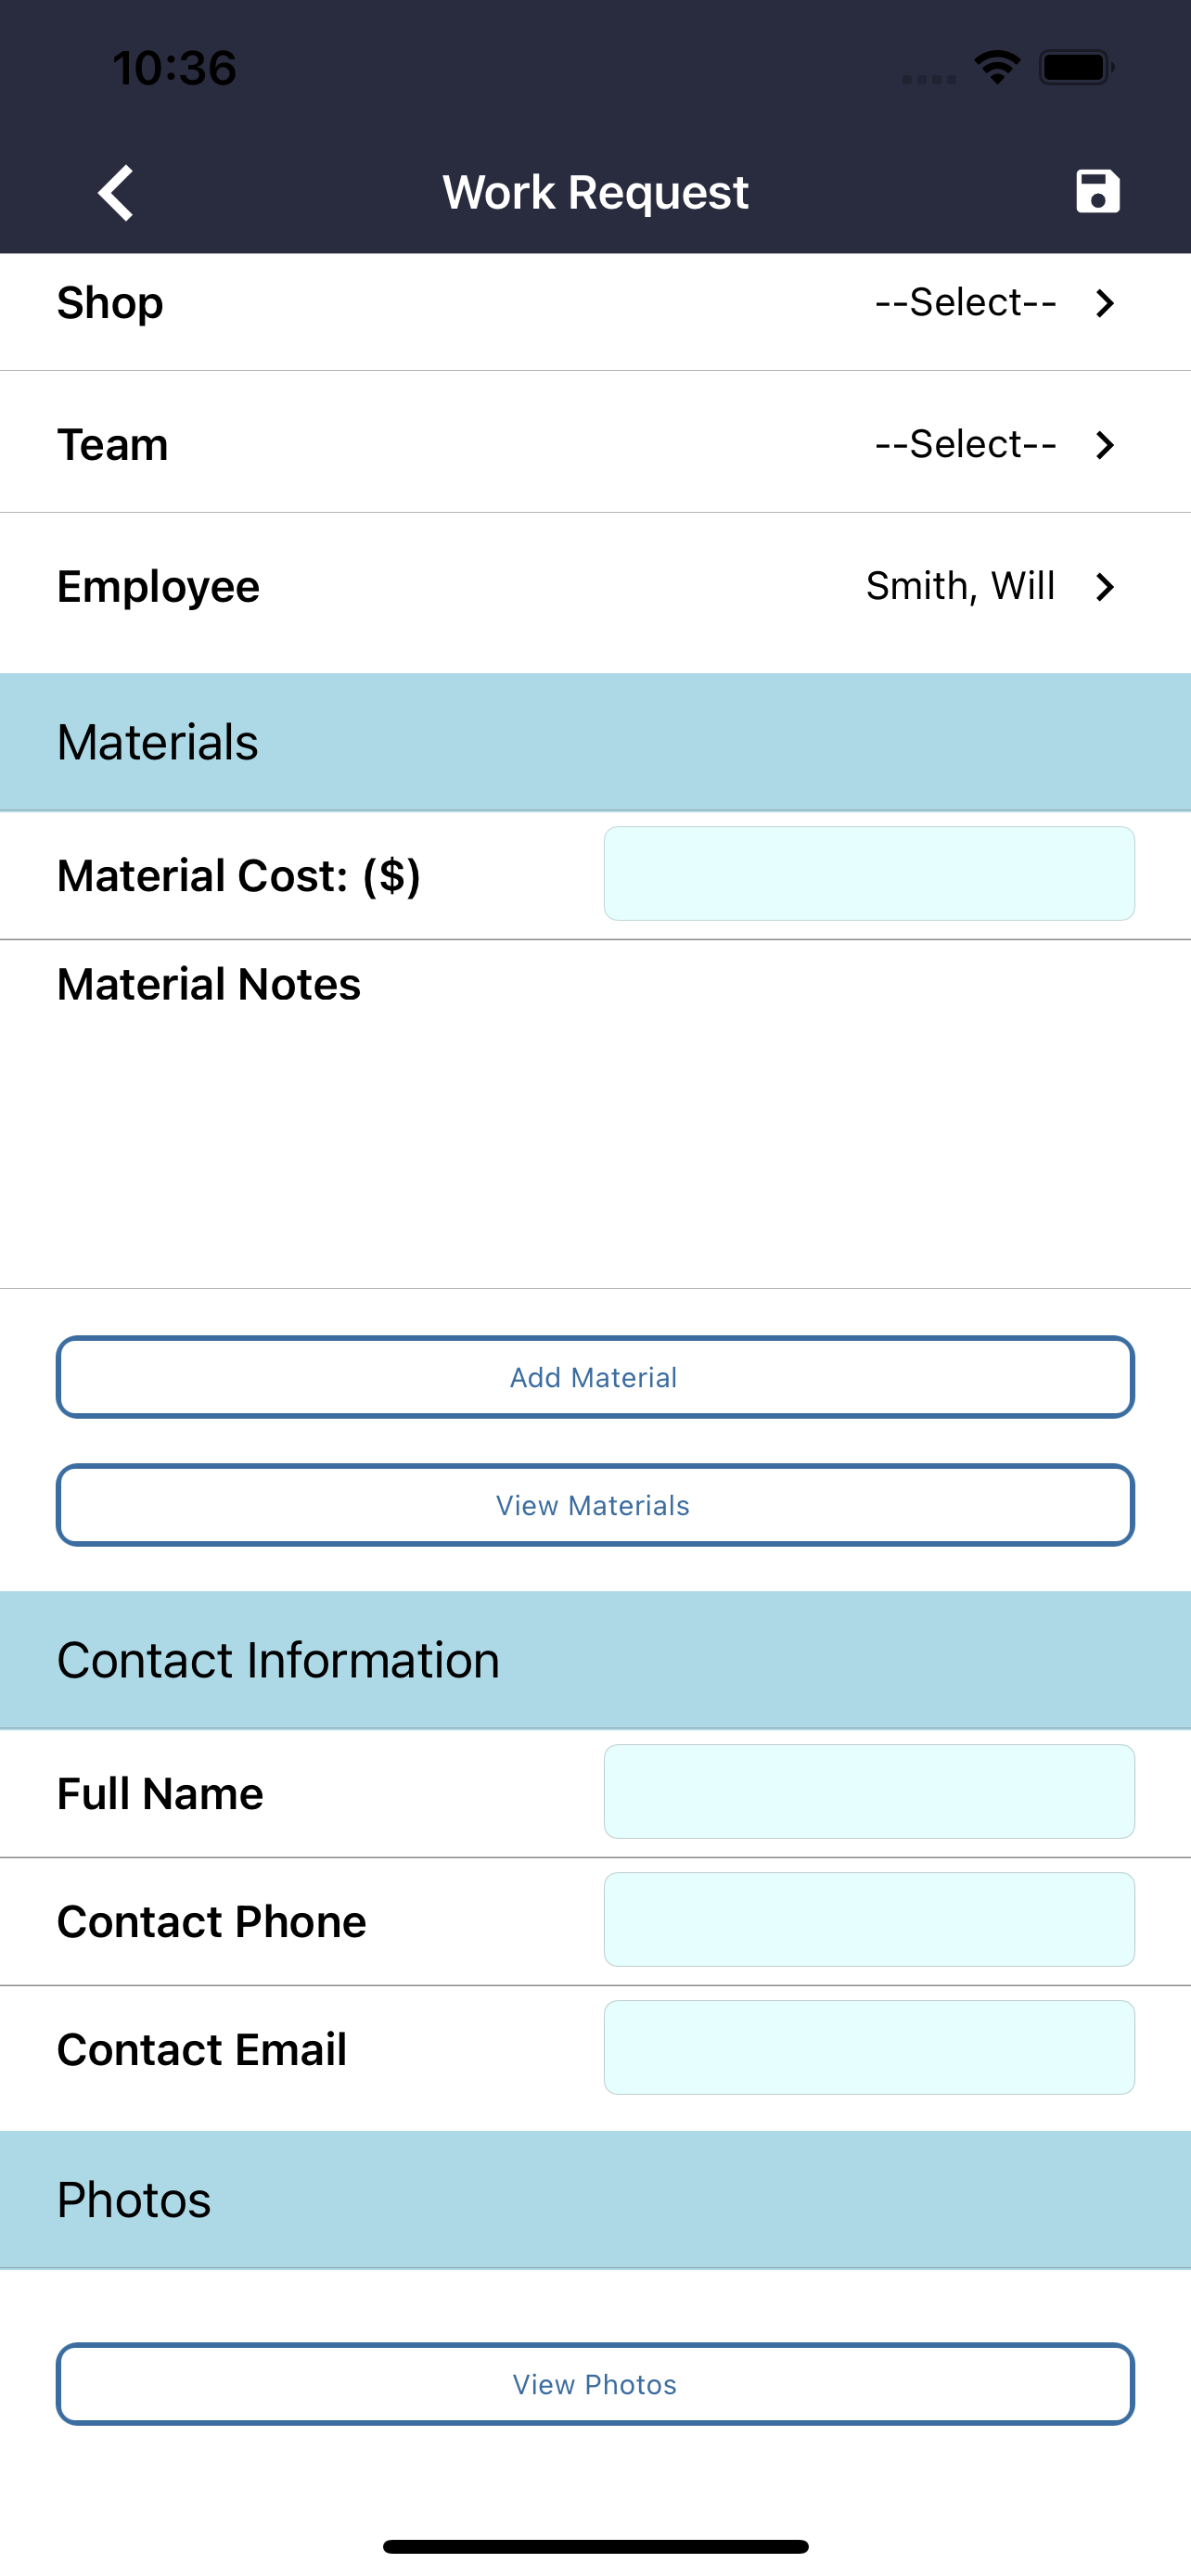 10:36
Work Request
Shop --Select--
Team --Select--
Employee Smith, Will
Materials
Material Cost: ($)
Material Notes
Add Material
View Materials
Contact Information
Full Name
Contact Phone
Contact Email
Photos
View Photos